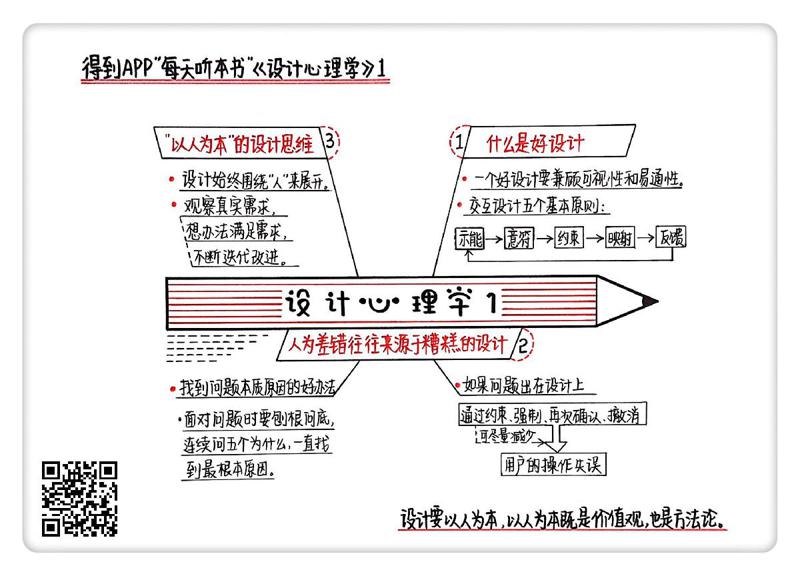 得到APP“每天听本书”《设计心理学》1
1
什么是好设计
•一个好设计要兼顾可视性和易通性。
•交互设计五个基本原则：
示能→意符→约束→映射→反馈
“以人为本”的设计思维
3
•设计始终围绕“人”来展开。
•观察真实需求，
想办法满足需求，
不断迭代改进。
设计心理学1
人为差错往往来源于糟糕的设计
2
•找到问题本质原因的好办法
•面对问题时要刨根问底，
连续问五个为什么，一直找
到最根本原因。
•如果问题出在设计上
通过约束、强制、再次确认、撤消
可尽量减少
用户的操作失误
设计要以人为本，以人为本既是价值观，也是方法论。